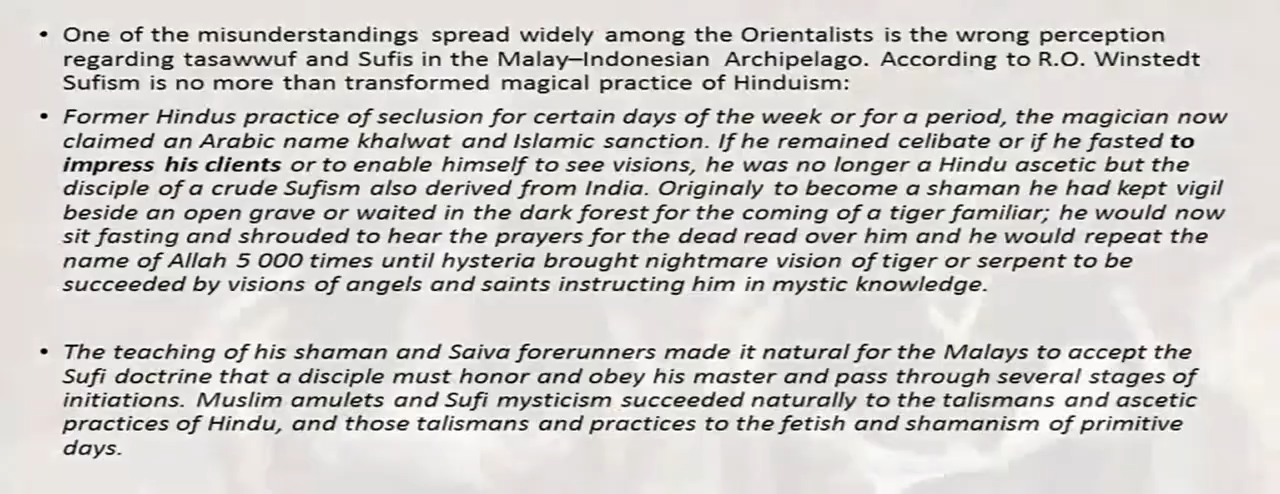 • One of the misunderstandings spread widely among the Orientalists is the wrong perception
regarding tasawwuf and Sufis in the Malay–Indonesian Archipelago. According to R.O. Winstedt
Sufism is no more than transformed magical practice of Hinduism:
• Former Hindus practice of seclusion for certain days of the week or for a period, the magician now
claimed an Arabic name khalwat and Islamic sanction. If he remained celibate or if he fasted to
impress his clients or to enable himself to see visions, he was no longer a Hindu ascetic but the
disciple of a crude Sufism also derived from India. Originaly to become a shaman he had kept vigil
beside an open grave or waited in the dark forest for the coming of a tiger familiar; he would now
sit fasting and shrouded to hear the prayers for the dead read over him and he would repeat the
name of Allah 5 000 times until hysteria brought nightmare vision of tiger or serpent to be
succeeded by visions of angels and saints instructing him in mystic knowledge.
• The teaching of his shaman and Saiva forerunners made it natural for the Malays to accept the
Sufi doctrine that a disciple must honor and obey his master and pass through several stages of
initiations. Muslim amulets and Sufi mysticism succeeded naturally to the talismans and ascetic
practices of Hindu, and those talismans and practices to the fetish and shamanism of primitive
days.